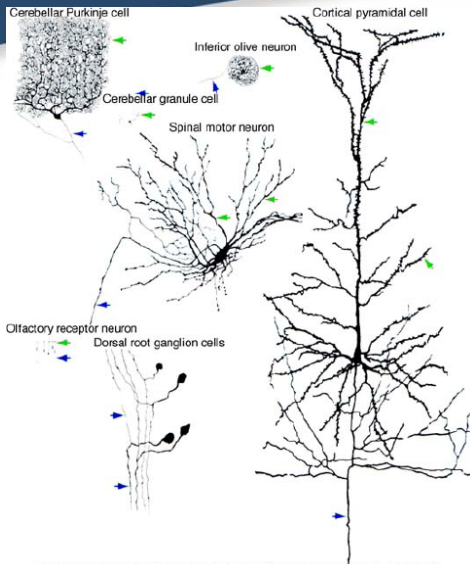 Cerebellar Purkinje cell
Cortical pyramidal cell
Inferior olive neuron
Cerebellar granule cell
Spinal motor neuron
Olfactory receptor neuron
Dorsal root ganglion cells